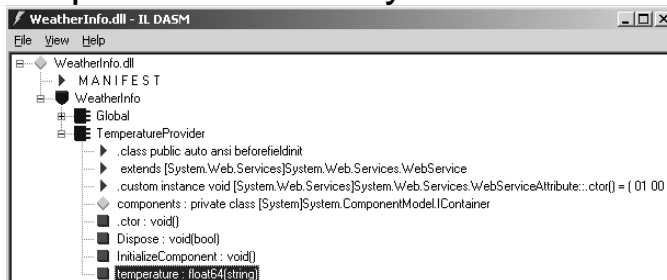 WeatherInfo.dll - IL DASM
File View Help
WeatherInfo.dll
MANIFEST
WeatherInfo
Global
TemperatureProvider
.class public auto ansi beforefieldinit
extends [System.Web.Services]System.Web.Services.WebService
.custom instance void [System.Web.Services]System.Web.Services.WebServiceAttribute::.ctor() = ( 01 00
components : private class [System]System.ComponentModel.IContainer
.ctor : void()
Dispose : void(bool)
InitializeComponent : void()
temperature : float64(string)